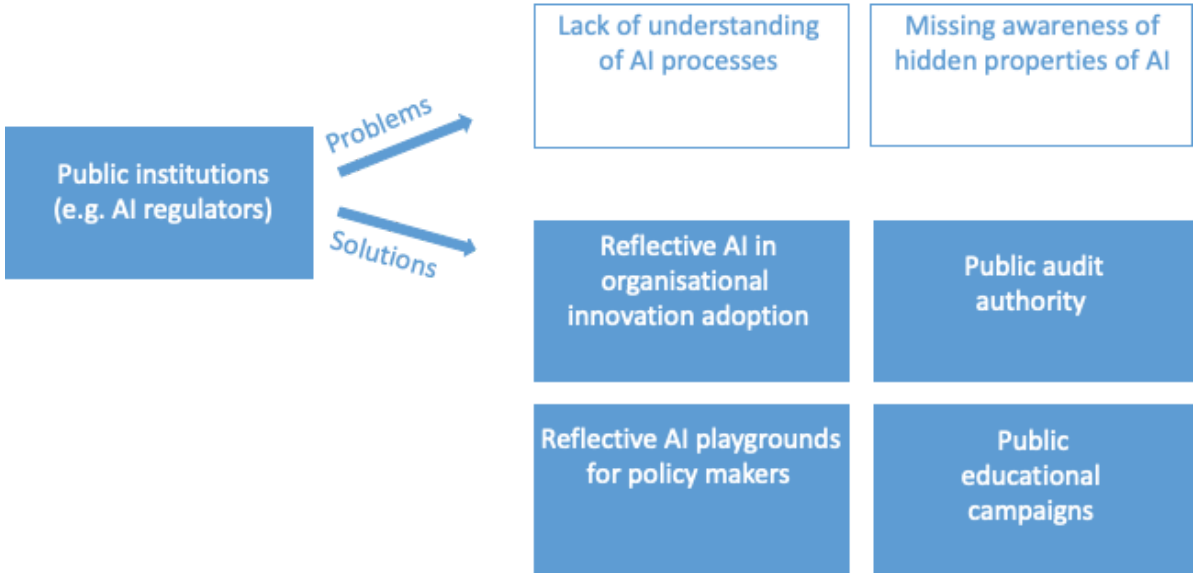 Lack of understanding
of AI processes
Missing awareness of
hidden properties of AI
Problems
Public institutions
(e.g. AI regulators)
Solutions
Reflective AI in
organisational
innovation adoption
Public audit
authority
Reflective AI playgrounds
for policy makers
Public
educational
campaigns